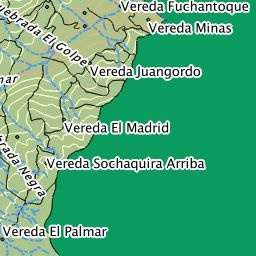 Vereda Fuchantoque
Vereda Minas
uebrada El Golpe
Vereda Juangordo
mar
Vereda El Madrid
Vereda Sochaquira Arriba
brada Negra
Vereda El Palmar